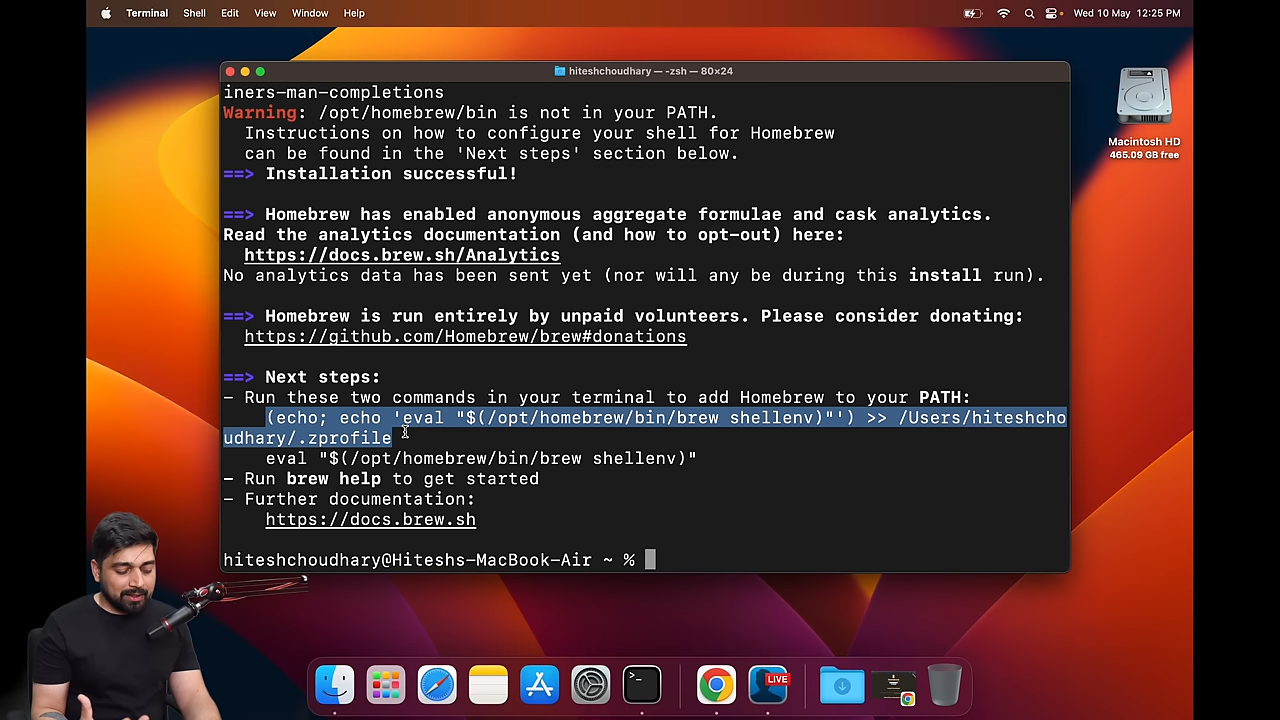 Terminal Shell Edit View Window Help Wed 10 May 12:25 PM
hiteshchoudhary — -zsh — 80×24
iners-man-completions
Warning: /opt/homebrew/bin is not in your PATH.
Instructions on how to configure your shell for Homebrew
can be found in the 'Next steps' section below.
==> Installation successful!
==> Homebrew has enabled anonymous aggregate formulae and cask analytics.
Read the analytics documentation (and how to opt-out) here:
https://docs.brew.sh/Analytics
No analytics data has been sent yet (nor will any be during this install run).
==> Homebrew is run entirely by unpaid volunteers. Please consider donating:
https://github.com/Homebrew/brew#donations
==> Next steps:
- Run these two commands in your terminal to add Homebrew to your PATH:
(echo; echo 'eval "$(/opt/homebrew/bin/brew shellenv)"') >> /Users/hiteshcho
udhary/.zprofile
eval "$(/opt/homebrew/bin/brew shellenv)"
- Run brew help to get started
- Further documentation:
https://docs.brew.sh
hiteshchoudhary@Hiteshs-MacBook-Air ~ %
Macintosh HD
465.09 GB free
>_
LIVE